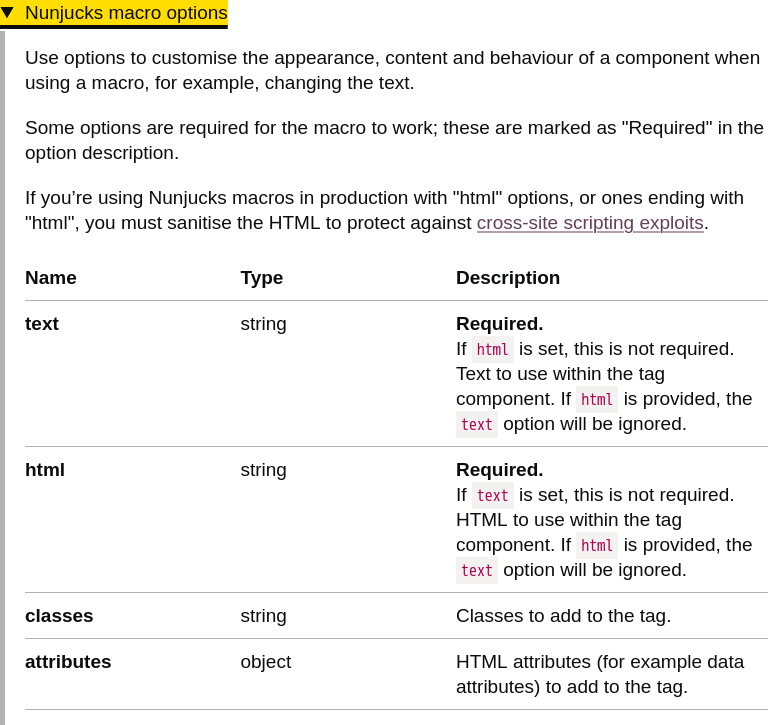 ▼ Nunjucks macro options
Use options to customise the appearance, content and behaviour of a component when
using a macro, for example, changing the text.
Some options are required for the macro to work; these are marked as "Required" in the
option description.
If you’re using Nunjucks macros in production with "html" options, or ones ending with
"html", you must sanitise the HTML to protect against cross-site scripting exploits.
Name Type Description
text string Required.
If html is set, this is not required.
Text to use within the tag
component. If html is provided, the
text option will be ignored.
html string Required.
If text is set, this is not required.
HTML to use within the tag
component. If html is provided, the
text option will be ignored.
classes string Classes to add to the tag.
attributes object HTML attributes (for example data
attributes) to add to the tag.